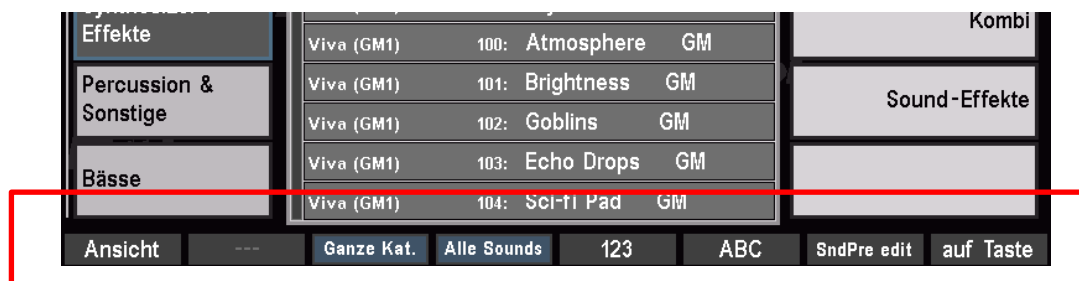 Effekte
Percussion &
Sonstige
Bässe
Viva (GM1) 100: Atmosphere GM
Viva (GM1) 101: Brightness GM
Viva (GM1) 102: Goblins GM
Viva (GM1) 103: Echo Drops GM
Viva (GM1) 104: Sci-fi Pad GM
Kombi
Sound-Effekte
Ansicht --- Ganze Kat. Alle Sounds 123 ABC SndPre edit auf Taste